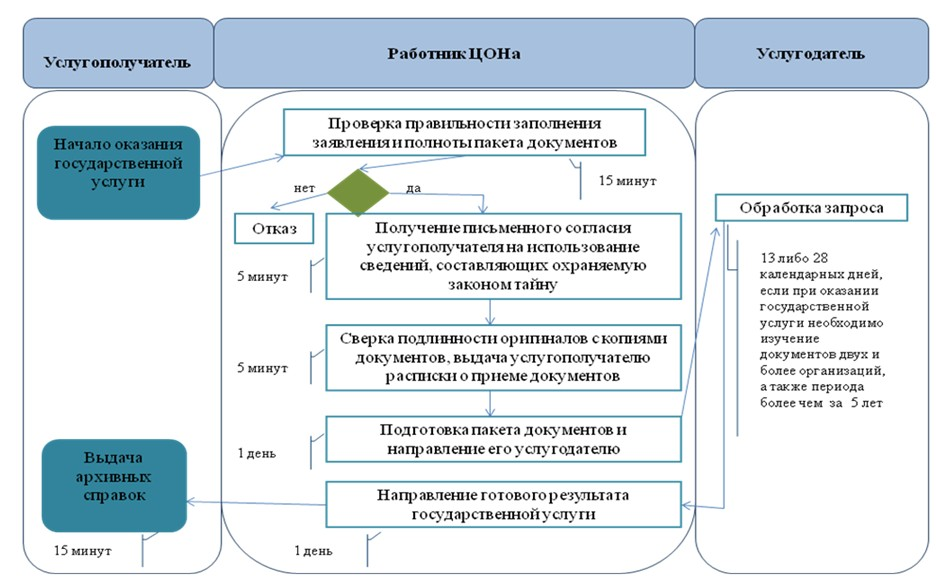 Услугополучатель
Работник ЦОНа
Услугодатель
Начало оказания
государственной
услуги
Проверка правильности заполнения
заявления и полноты пакета документов
15 минут
нет
да
Отказ
Получение письменного согласия
услугополучателя на использование
сведений, составляющих охраняемую
законом тайну
5 минут
Сверка подлинности оригиналов с копиями
документов, выдача услугополучателю
расписки о приеме документов
5 минут
Подготовка пакета документов и
направление его услугодателю
1 день
Обработка запроса
13 либо 28
календарных дней,
если при оказании
государственной
услуги необходимо
изучение
документов двух и
более организаций,
а также периода
более чем за 5 лет
Направление готового результата
государственной услуги
1 день
Выдача
архивных
справок
15 минут